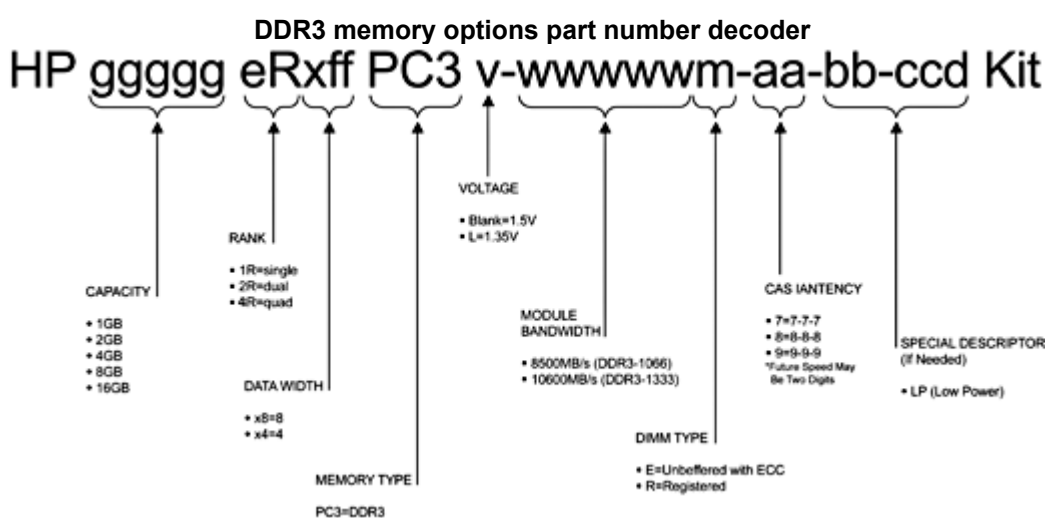 DDR3 memory options part number decoder
HP ggggg eRxff PC3 v-wwwwwm-aa-bb-ccd Kit
VOLTAGE
▪ Blank=1.5V
▪ L=1.35V
RANK
▪ 1R=single
▪ 2R=dual
▪ 4R=quad
CAPACITY
• 1GB
• 2GB
• 4GB
• 8GB
• 16GB
CAS IANTENCY
• 7=7-7-7
▪ 8=8-8-8
▪ 9=9-9-9
*Future Speed May
Be Two Digits
MODULE
BANDWIDTH
▪ 8500MB/s (DDR3-1066)
▪ 10600MB/s (DDR3-1333)
SPECIAL DESCRIPTOR
(If Needed)
• LP (Low Power)
DATA WIDTH
• x8=8
• x4=4
DIMM TYPE
• E=Unbeffered with ECC
• R=Registered
MEMORY TYPE
PC3=DDR3